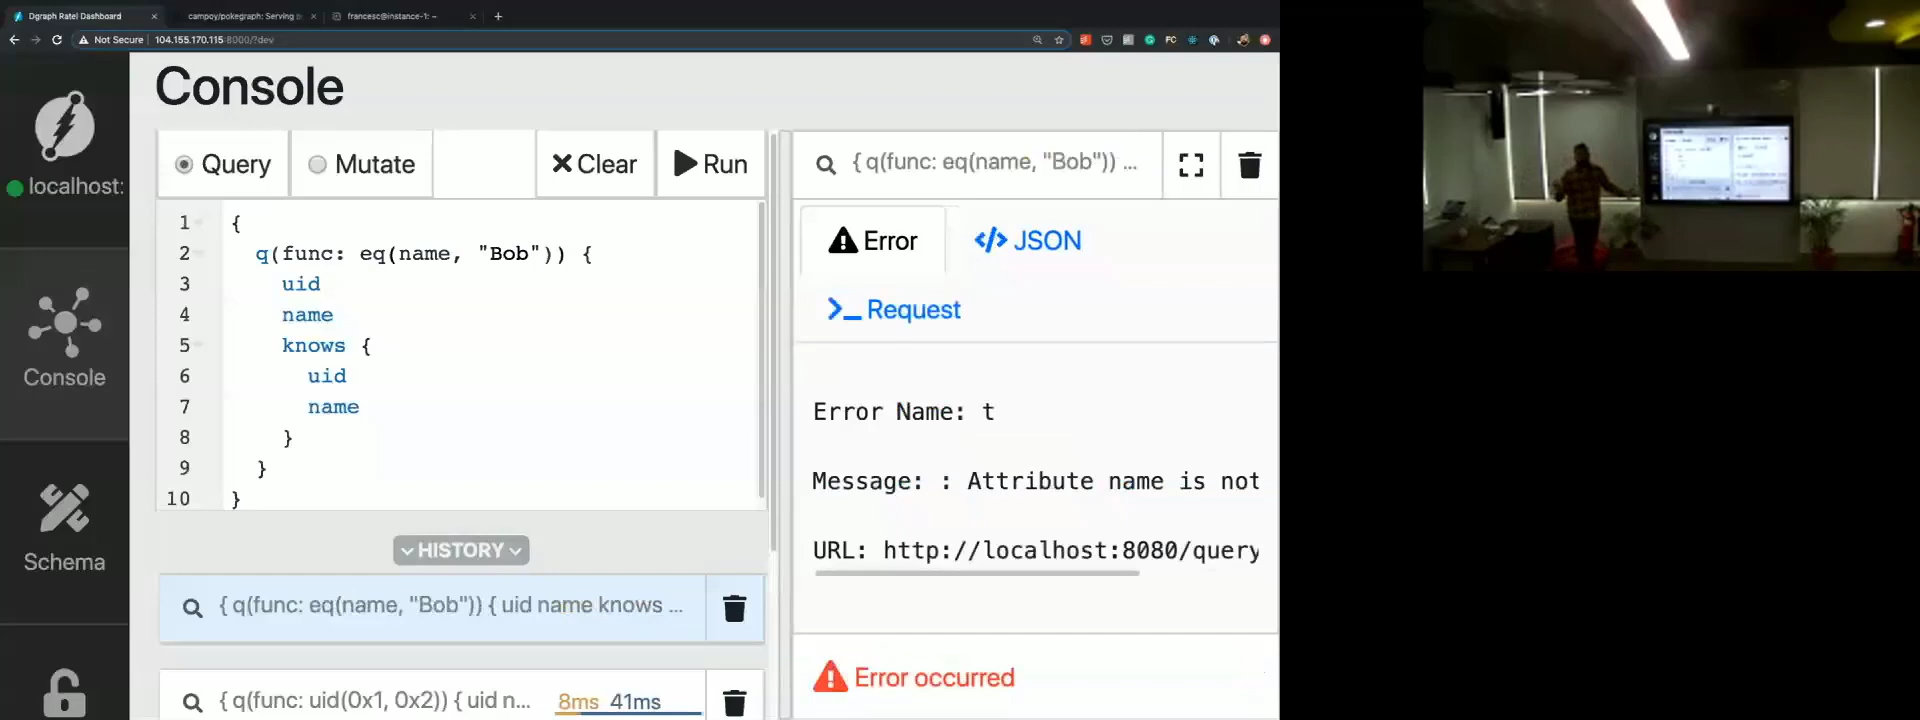 Dgraph Ratel Dashboard
campoy/pokegraph: Serving
francesc@instance-1: ~
Not Secure
104.155.170.115:8000/?dev
FC
Console
localhost:
Console
Schema
Query
Mutate
Clear
Run
1 {
2 q(func: eq(name, "Bob")) {
3 uid
4 name
5 knows {
6 uid
7 name
8 }
9 }
10 }
HISTORY
{ q(func: eq(name, "Bob")) { uid name knows ...
{ q(func: uid(0x1, 0x2)) { uid n...
8ms 41ms
{ q(func: eq(name, "Bob")) ...
Error
</> JSON
>_ Request
Error Name: t
Message: : Attribute name is not
URL: http://localhost:8080/query
Error occurred